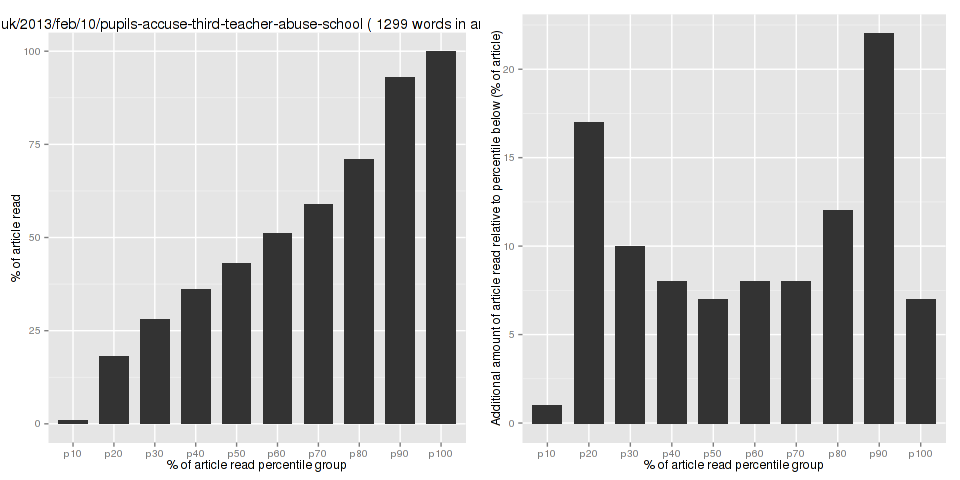 uk/2013/feb/10/pupils-accuse-third-teacher-abuse-school ( 1299 words in
% of article read
100
75
50
25
0
p10 p20 p30 p40 p50 p60 p70 p80 p90 p100
% of article read percentile group
Additional amount of article read relative to percentile below (% of article)
20
15
10
5
0
p10 p20 p30 p40 p50 p60 p70 p80 p90 p100
% of article read percentile group